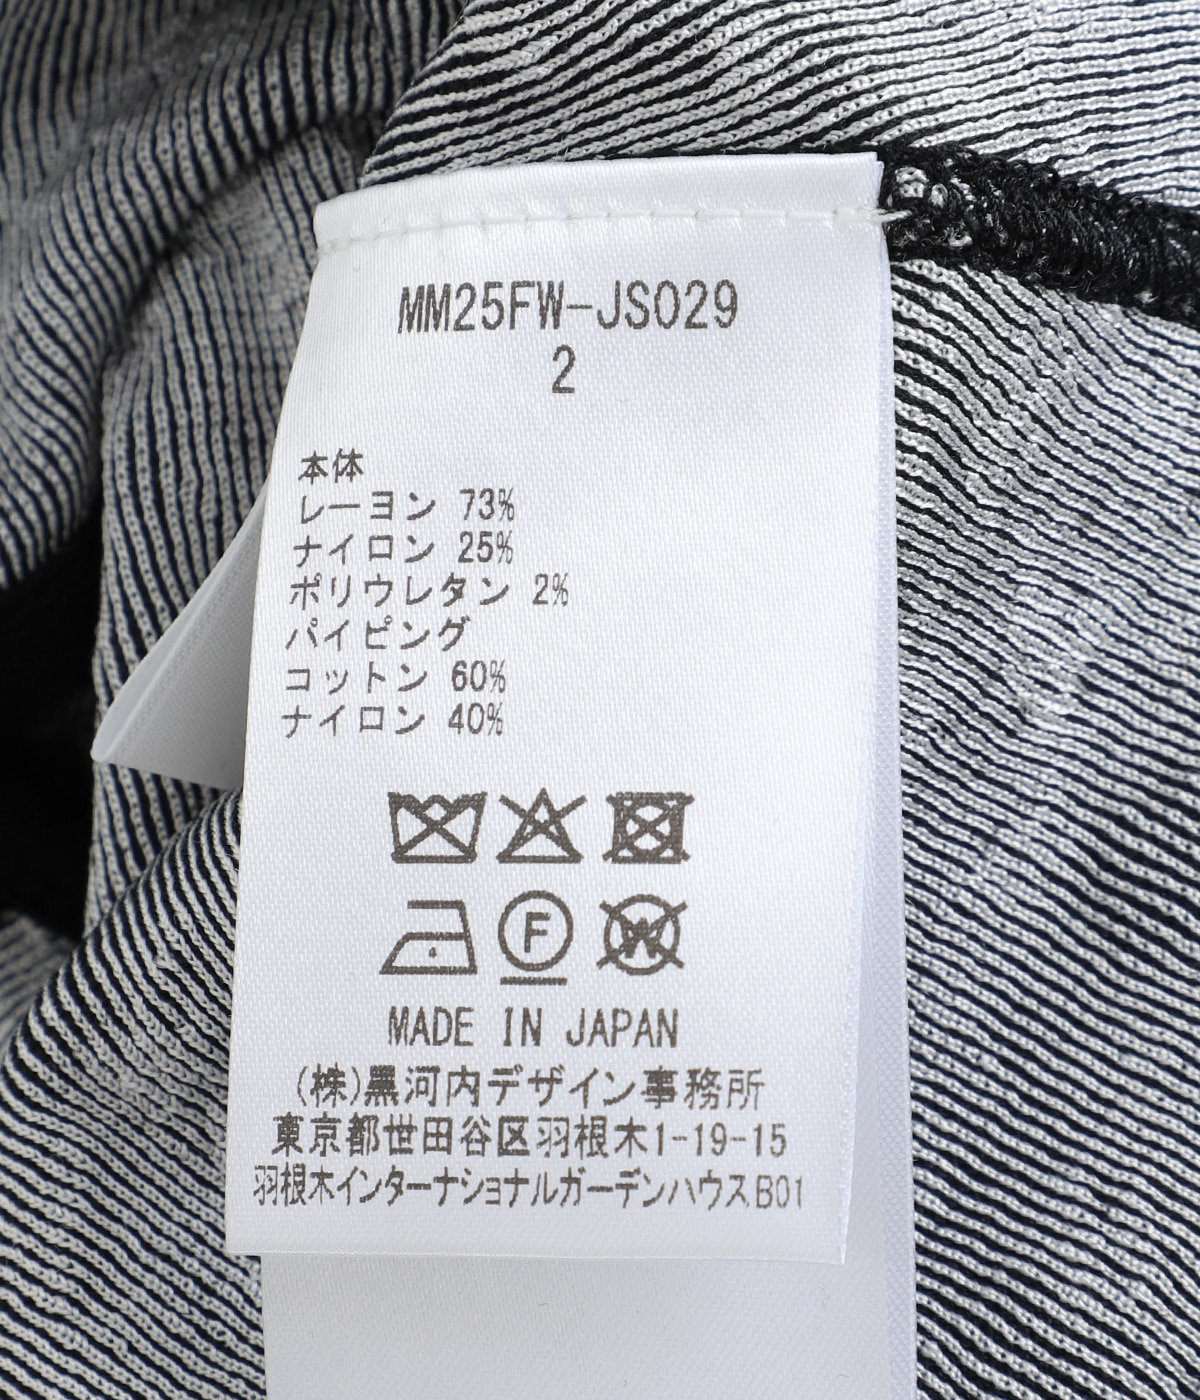 MM25FW-JS029
2
本体
レーヨン 73%
ナイロン 25%
ポリウレタン 2%
パイピング
コットン 60%
ナイロン 40%
F
W
MADE IN JAPAN
(株)黒河内デザイン事務所
東京都世田谷区羽根木1-19-15
羽根木インターナショナルガーデンハウスB01